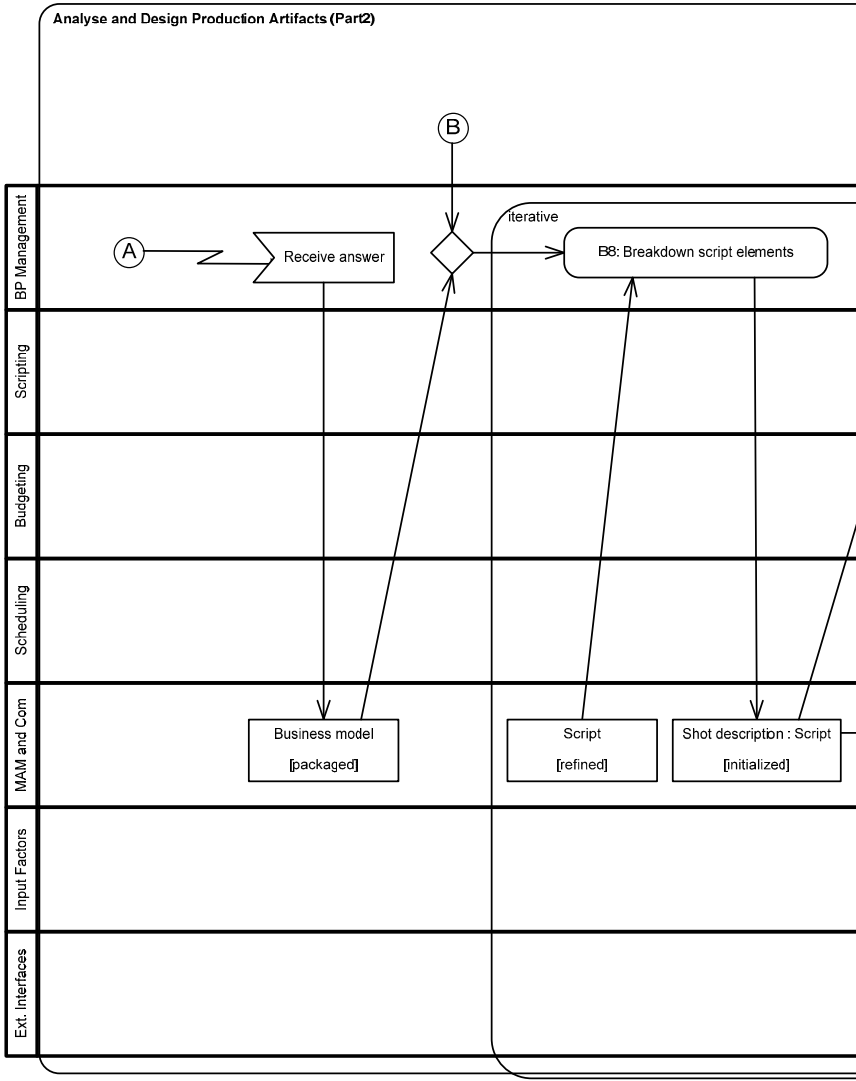 Analyse and Design Production Artifacts (Part2)
B
BP Management
iterative
A
Receive answer
B8: Breakdown script elements
Scripting
Budgeting
Scheduling
MAM and Com
Business model
[packaged]
Script
[refined]
Shot description : Script
[initialized]
Input Factors
Ext. Interfaces